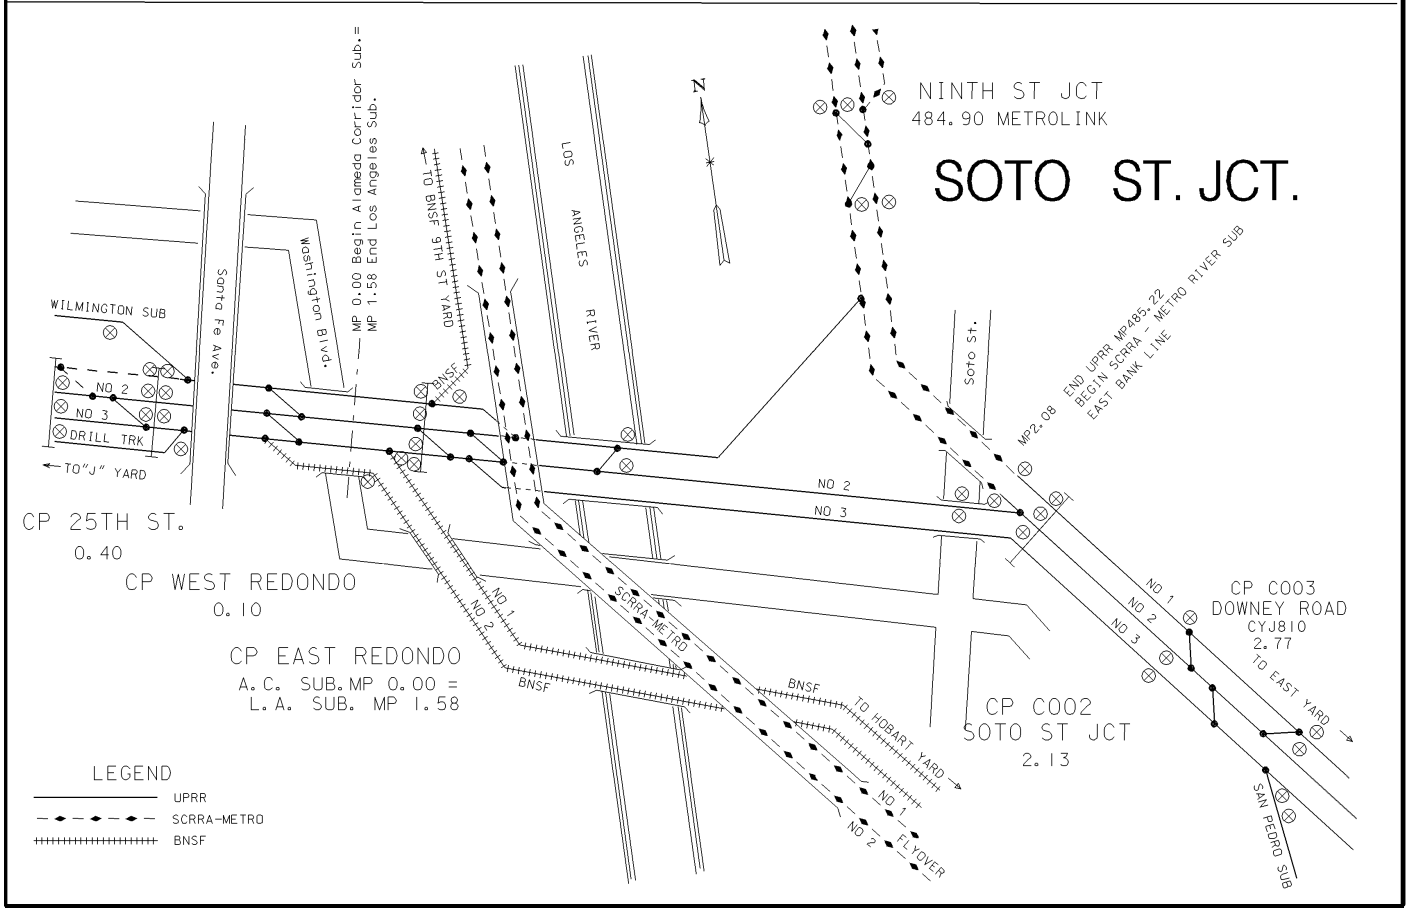 MP 0.00 Begin Alameda Corridor Sub.=
MP 1.58 End Los Angeles Sub.
N
NINTH ST JCT
484.90 METROLINK
SOTO ST. JCT.
LOS ANGELES RIVER
TO BNSF 9TH ST YARD
BNSF
Santa Fe Ave.
Washington Blvd.
WILMINGTON SUB
NO 2
NO 3
DRILL TRK
←TO"J" YARD
CP 25TH ST.
0.40
CP WEST REDONDO
0.10
CP EAST REDONDO
A.C. SUB.MP 0.00 =
L.A. SUB. MP 1.58
NO 1
NO 2
BNSF
SCRRA-METRO
NO 2
NO 3
Soto St.
MP2.08 END UPRR MP485.22
BEGIN SCRRA - METRO RIVER SUB
EAST BANK LINE
NO 1
NO 2
NO 3
CP C003
DOWNEY ROAD
CYJ810
2.77
TO EAST YARD
CP C002
SOTO ST JCT
2.13
BNSF
TO HOBART YARD
NO 1
NO 2
FLYOVER
SAN PEDRO SUB
LEGEND
UPRR
SCRRA-METRO
BNSF